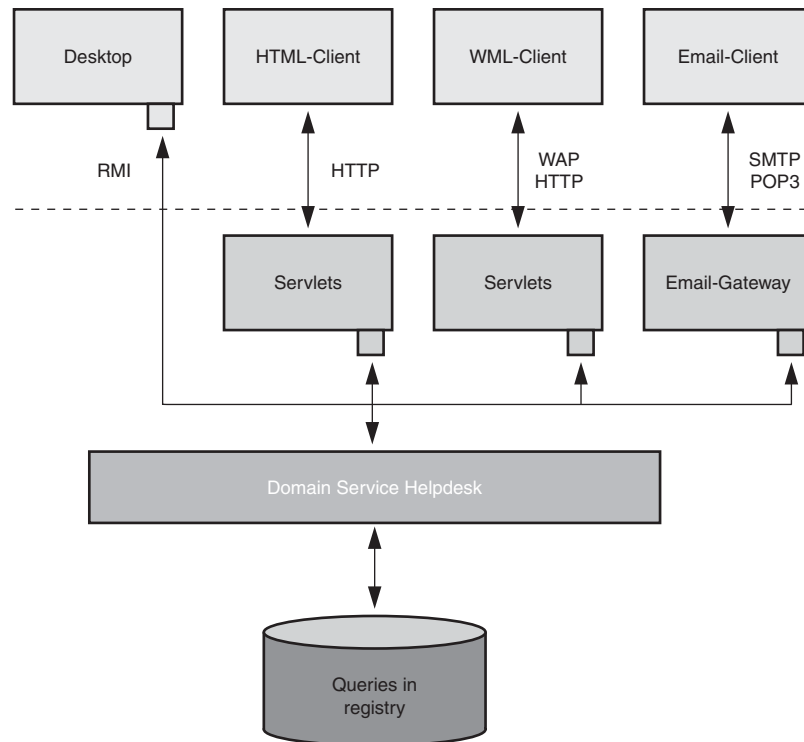 Desktop
HTML-Client
WML-Client
Email-Client
RMI
HTTP
WAP
HTTP
SMTP
POP3
Servlets
Servlets
Email-Gateway
Domain Service Helpdesk
Queries in
registry